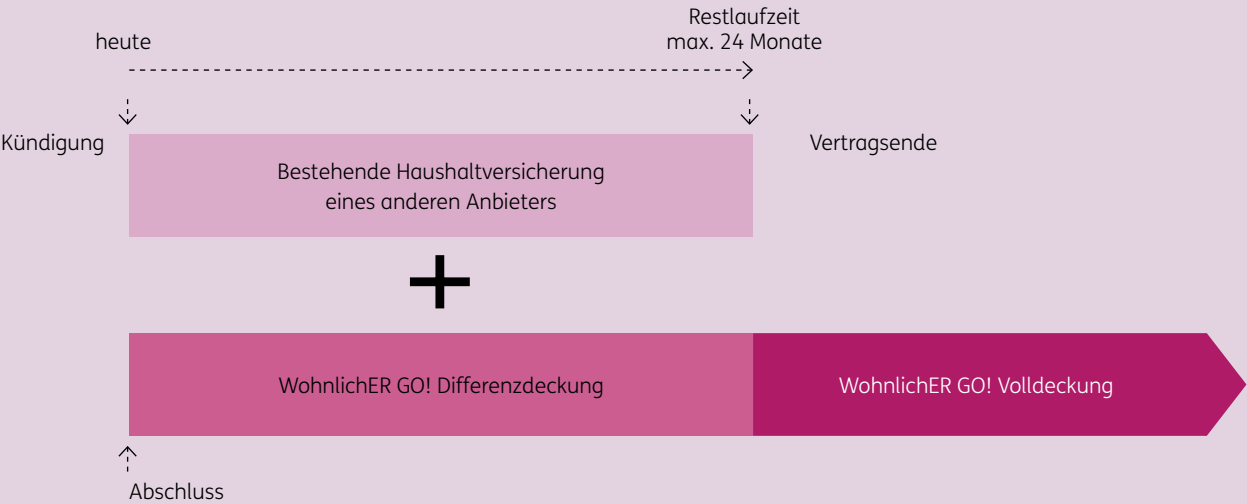 heute
Restlaufzeit
max. 24 Monate
Kündigung
Vertragsende
Bestehende Haushaltversicherung
eines anderen Anbieters
WohnlichER GO! Differenzdeckung
WohnlichER GO! Volldeckung
Abschluss